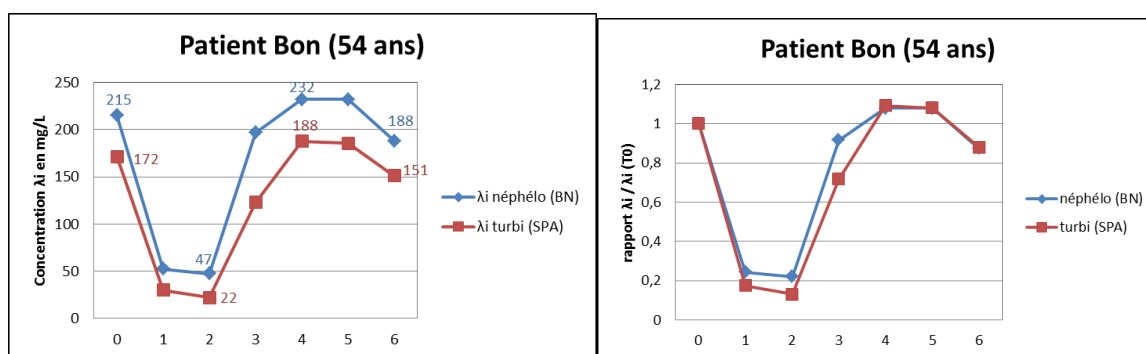 Patient Bon (54 ans)
Concentration λi en mg/L
250
200
150
100
50
0
215
172
47
22
232
188
188
151
0 1 2 3 4 5 6
λi néphélo (BN)
λi turbi (SPA)
Patient Bon (54 ans)
rapport λi / λi (T0)
1,2
1
0,8
0,6
0,4
0,2
0
0 1 2 3 4 5 6
néphélo (BN)
turbi (SPA)